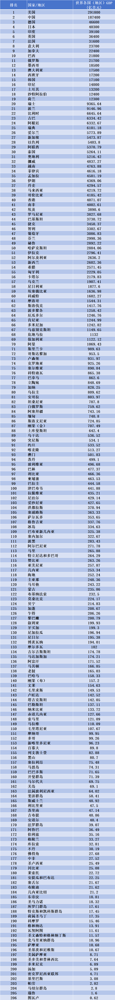 排名 国家/地区 世界各国（地区）GDP
(亿美元)
1 美国 291800
2 中国 187400
3 德国 46600
4 日本 40300
5 印度 39100
6 英国 36400
7 法国 31600
8 意大利 23700
9 加拿大 22400
10 巴西 21800
11 俄罗斯 21700
12 墨西哥 18500
13 澳大利亚 17500
14 西班牙 17200
15 韩国 17100
16 印尼 14000
17 土耳其 13200
18 沙特阿拉伯 12400
19 荷兰 12300
20 瑞士 9365.64
21 波兰 9146.96
22 比利时 6645.64
23 古巴 6334.42
24 阿根廷 6332.67
25 瑞典 6101.18
26 爱尔兰 5773.89
27 新加坡 5473.87
28 以色列 5403.8
29 阿联酋 5370.79
30 泰国 5264.11
31 奥地利 5216.42
32 挪威 4837.27
33 越南 4763.88
34 菲律宾 4616.18
35 孟加拉 4501.19
36 伊朗 4369.06
37 丹麦 4294.57
38 马来西亚 4219.72
39 哥伦比亚 4185.42
40 香港 4071.07
41 南非 4002.61
42 埃及 3890.6
43 罗马尼亚 3827.68
44 巴基斯坦 3730.72
45 捷克 3450.37
46 智利 3302.67
47 葡萄牙 3086.83
48 芬兰 2998.36
49 秘鲁 2892.22
50 哈萨克斯坦 2884.06
51 伊拉克 2796.41
52 阿尔及利亚 2636.2
53 新西兰 2602.36
54 希腊 2571.45
55 匈牙利 2229.05
56 卡塔尔 2179.83
57 乌克兰 1907.41
58 尼日利亚 1877.6
59 埃塞俄比亚 1636.98
60 科威特 1602.27
61 摩洛哥 1544.31
62 斯洛伐克 1417.76
63 波多黎各 1258.42
64 厄瓜多尔 1246.76
65 肯尼亚 1244.99
66 多米尼加 1242.82
67 乌兹别克斯坦 1149.65
68 危地马拉 1132
69 保加利亚 1122.12
70 阿曼 1069.43
71 斯里兰卡 989.63
72 哥斯达黎加 953.5
73 卢森堡 931.97
74 克罗地亚 925.26
75 塞尔维亚 890.84
76 科特迪瓦 865.38
77 巴拿马 862.6
78 立陶宛 848.69
79 加纳 828.25
80 乌拉圭 809.62
81 安哥拉 803.97
82 坦桑尼亚 787.8
83 白俄罗斯 759.62
84 阿塞拜疆 743.16
85 缅甸 740.8
86 斯洛文尼亚 724.85
87 刚果（金） 707.49
88 土库曼斯坦 642.4
89 乌干达 536.52
90 突尼斯 534.1
91 约旦 533.52
92 喀麦隆 513.27
93 澳门 501.83
94 苏丹 499.1
95 玻利维亚 496.68
96 巴林 477.37
97 利比亚 466.36
98 柬埔寨 463.53
99 巴拉圭 444.58
100 津巴布韦 441.88
101 拉脱维亚 435.21
102 尼泊尔 429.14
103 爱沙尼亚 427.65
104 洪都拉斯 370.94
105 塞浦路斯 363.33
106 萨尔瓦多 353.65
107 格鲁吉亚 337.76
108 冰岛 334.63
109 巴布亚新几内亚 325.38
110 塞内加尔 322.67
111 波黑 283.43
112 阿尔巴尼亚 271.78
113 马里 265.88
114 特立尼达和多巴哥 264.29
115 赞比亚 263.26
116 亚美尼亚 257.87
117 几内亚 253.34
118 海地 252.24
119 圭亚那 248.36
120 马耳他 243.22
121 蒙古 235.86
122 布基纳法索 232.5
123 莫桑比克 224.17
124 贝宁 214.83
125 加蓬 208.67
126 乍得 206.26
127 黎巴嫩 200.79
128 叙利亚 199.93
129 牙买加 199.3
130 尼加拉瓜 196.94
131 尼日尔 195.38
132 博茨瓦纳 194.01
133 摩尔多瓦 182
134 吉尔吉斯斯坦 174.78
135 马达加斯加 174.21
136 阿富汗 171.52
137 马其顿 166.85
138 老挝 165.03
139 巴哈马 158.33
140 刚果（布） 157.2
141 文莱 154.63
142 毛里求斯 149.53
143 卢旺达 142.52
144 塔吉克斯坦 142.05
145 巴勒斯坦 137.11
146 纳米比亚 133.72
147 赤道几内亚 127.66
148 索马里 121.09
149 马拉维 110.09
150 毛里塔尼亚 107.67
151 摩纳哥 99.95
152 多哥 99.26
153 新喀里多尼亚 96.23
154 百慕大 89.8
155 列支敦士登 82.88
156 黑山 80.7
157 塞拉利昂 75.48
158 马恩岛 74.31
159 巴巴多斯 71.65
160 开曼群岛 71.39
161 马尔代夫 69.75
162 关岛 69.1
163 法属波利尼西亚 64.02
164 斐济群岛 58.41
165 斯威士兰 48.92
166 利比里亚 47.5
167 苏里南 47.14
168 吉布提 40.86
169 安道尔 40.4
170 法罗群岛 39.07
171 阿鲁巴 36.49
172 伯利兹 35.16
173 格陵兰 33.27
174 库拉索 32.81
175 不丹 30.19
176 佛得角 27.68
177 中非 27.52
178 圣卢西亚 25.49
179 冈比亚 25.08
180 莱索托 22.72
181 安提瓜和巴布达 22.25
182 塞舌尔 21.67
183 布隆迪 21.62
184 几内亚比绍 21.2
185 东帝汶 18.81
186 圣马力诺 18.32
187 所罗门群岛 17.61
188 特克斯和凯科斯群岛 17.45
189 荷属圣马丁 17.35
190 科摩罗 15.46
191 格林纳达 13.91
192 瓦努阿图 11.61
193 圣文森特和格林纳丁斯 11.57
194 北马里亚纳群岛 10.96
195 萨摩亚 10.68
196 圣基茨和尼维斯 10.67
197 美属萨摩亚 8.71
198 圣多美和普林西比 7.64
199 多米尼克 6.89
200 汤加 5.09
201 密克罗尼西亚联邦 4.71
202 基里巴斯 3.08
203 帕劳 2.82
204 马绍尔群岛 2.8
205 瑙鲁 1.6
206 图瓦卢 0.62